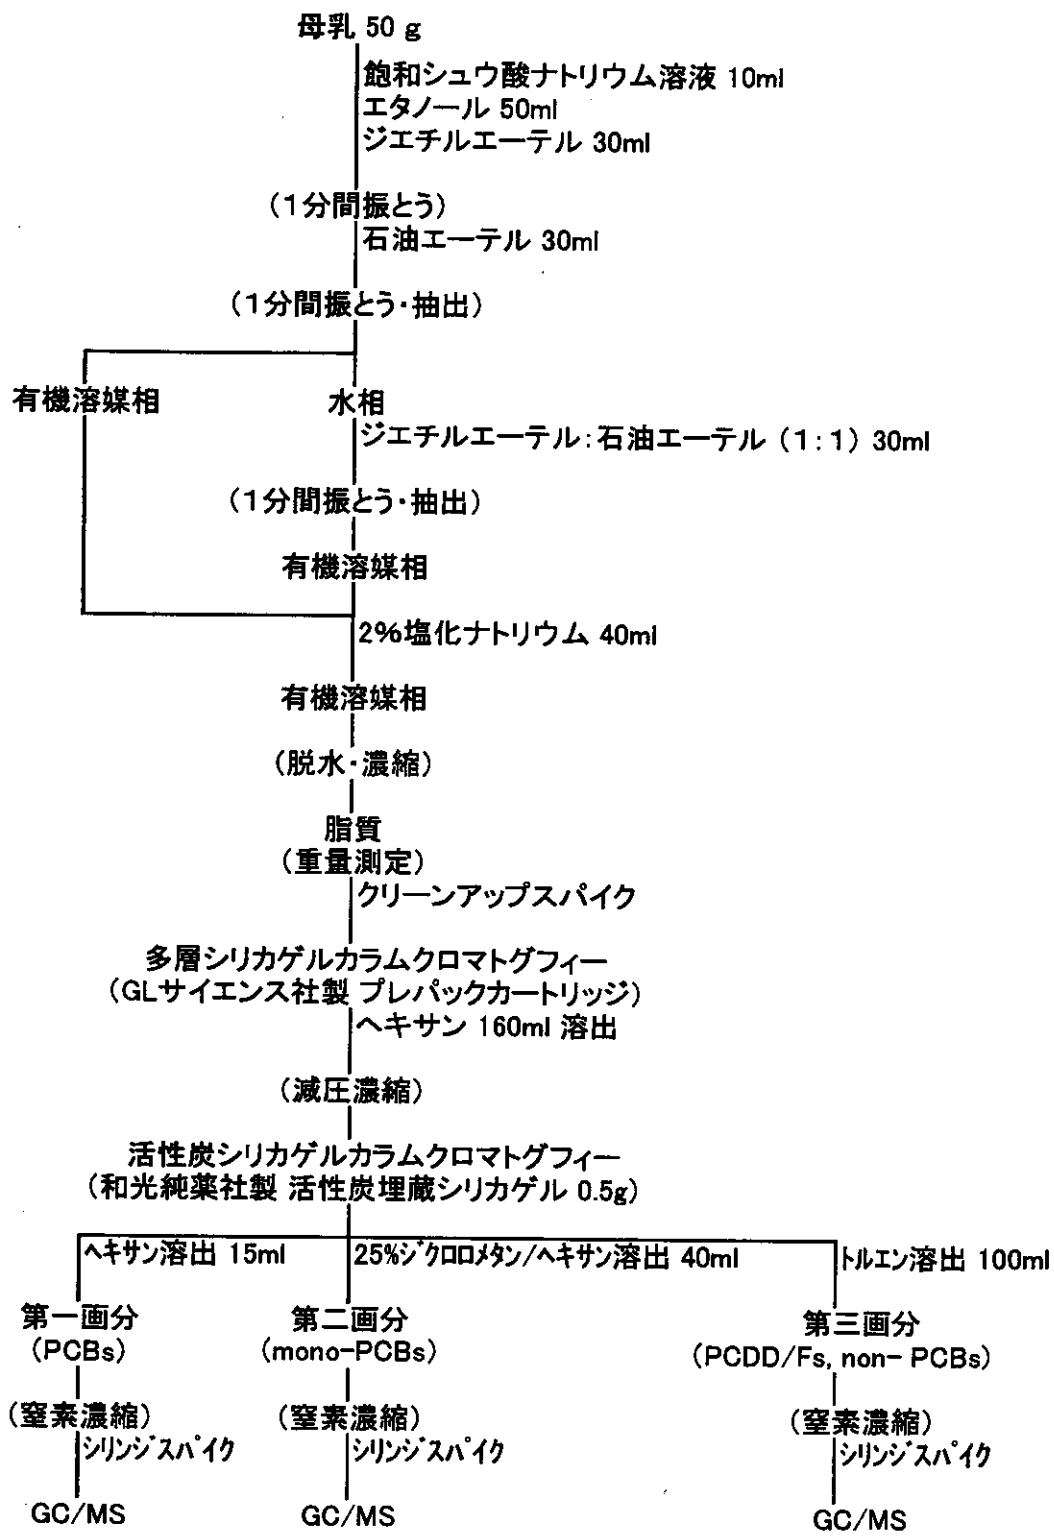 母乳 50 g
飽和シュウ酸ナトリウム溶液 10ml
エタノール 50ml
ジエチルエーテル 30ml
(1分間振とう)
石油エーテル 30ml
(1分間振とう・抽出)
有機溶媒相
水相
ジエチルエーテル:石油エーテル (1:1) 30ml
(1分間振とう・抽出)
有機溶媒相
2%塩化ナトリウム 40ml
有機溶媒相
(脱水・濃縮)
脂質
(重量測定)
クリーンアップスパイク
多層シリカゲルカラムクロマトグフィー
(GLサイエンス社製 プレパックカートリッジ)
ヘキサン 160ml 溶出
(減圧濃縮)
活性炭シリカゲルカラムクロマトグフィー
(和光純薬社製 活性炭埋蔵シリカゲル 0.5g)
ヘキサン溶出 15ml
25%ジクロロメタン/ヘキサン溶出 40ml
トルエン溶出 100ml
第一画分
(PCBs)
第二画分
(mono-PCBs)
第三画分
(PCDD/Fs, non- PCBs)
(窒素濃縮)
シリンジスパイク
(窒素濃縮)
シリンジスパイク
(窒素濃縮)
シリンジスパイク
GC/MS
GC/MS
GC/MS